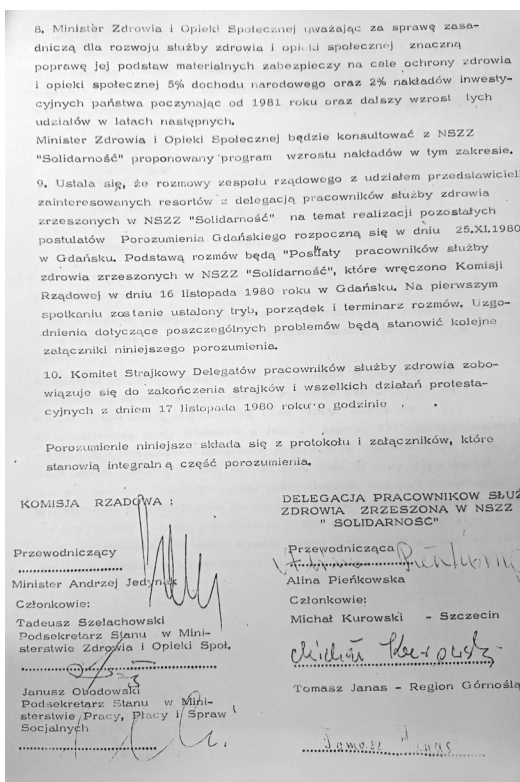 8. Minister Zdrowia i Opieki Społecznej uważając za sprawę zasa-
dniczą dla rozwoju służby zdrowia i opieki społecznej znaczną
poprawę jej podstaw materialnych zabezpieczy na cele ochrony zdrowia
i opieki społecznej 5% dochodu narodowego oraz 2% nakładów inwesty-
cyjnych państwa poczynając od 1981 roku oraz dalszy wzrost tych
udziałów w latach następnych.
Minister Zdrowia i Opieki Społecznej będzie konsultować z NSZZ
"Solidarność" proponowany program wzrostu nakładów w tym zakresie.
9. Ustala się, że rozmowy zespołu rządowego z udziałem przedstawicieli
zainteresowanych resortów z delegacją pracowników służby zdrowia
zrzeszonych w NSZZ "Solidarność" na temat realizacji pozostałych
postulatów Porozumienia Gdańskiego rozpoczną się w dniu 25.XI.1980
w Gdańsku. Podstawą rozmów będą "Postulaty pracowników służby
zdrowia zrzeszonych w NSZZ "Solidarność", które wręczono Komisji
Rządowej w dniu 16 listopada 1980 roku w Gdańsku. Na pierwszym
spotkaniu zostanie ustalony tryb, porządek i terminarz rozmów. Uzgo-
dnienia dotyczące poszczególnych problemów będą stanowić kolejne
załączniki niniejszego porozumienia.
10. Komitet Strajkowy Delegatów pracowników służby zdrowia zobo-
wiązuje się do zakończenia strajków i wszelkich działań protesta-
cyjnych z dniem 17 listopada 1980 roku o godzinie .
Porozumienie niniejsze składa się z protokołu i załączników, które
stanowią integraln ą część porozumienia.
KOMISJA RZĄDOWA :
Przewodniczący
Minister Andrzej Jedynak
Członkowie:
Tadeusz Szelachowski
Podsekretarz Stanu w Mini-
sterstwie Zdrowia i Opieki Społ.
Janusz Obodowski
Podsekretarz Stanu w Mini-
sterstwie Pracy, Płacy i Spraw
Socjalnych
DELEGACJA PRACOWNIKOW SŁUŻ
ZDROWIA ZRZESZONA W NSZZ
" SOLIDARNOŚĆ"
Przewodnicząca
Alina Pieńkowska
Członkowie:
Michał Kurowski - Szczecin
Michał Kurowski
Tomasz Janas - Region Górnoślą
Tomasz Janas